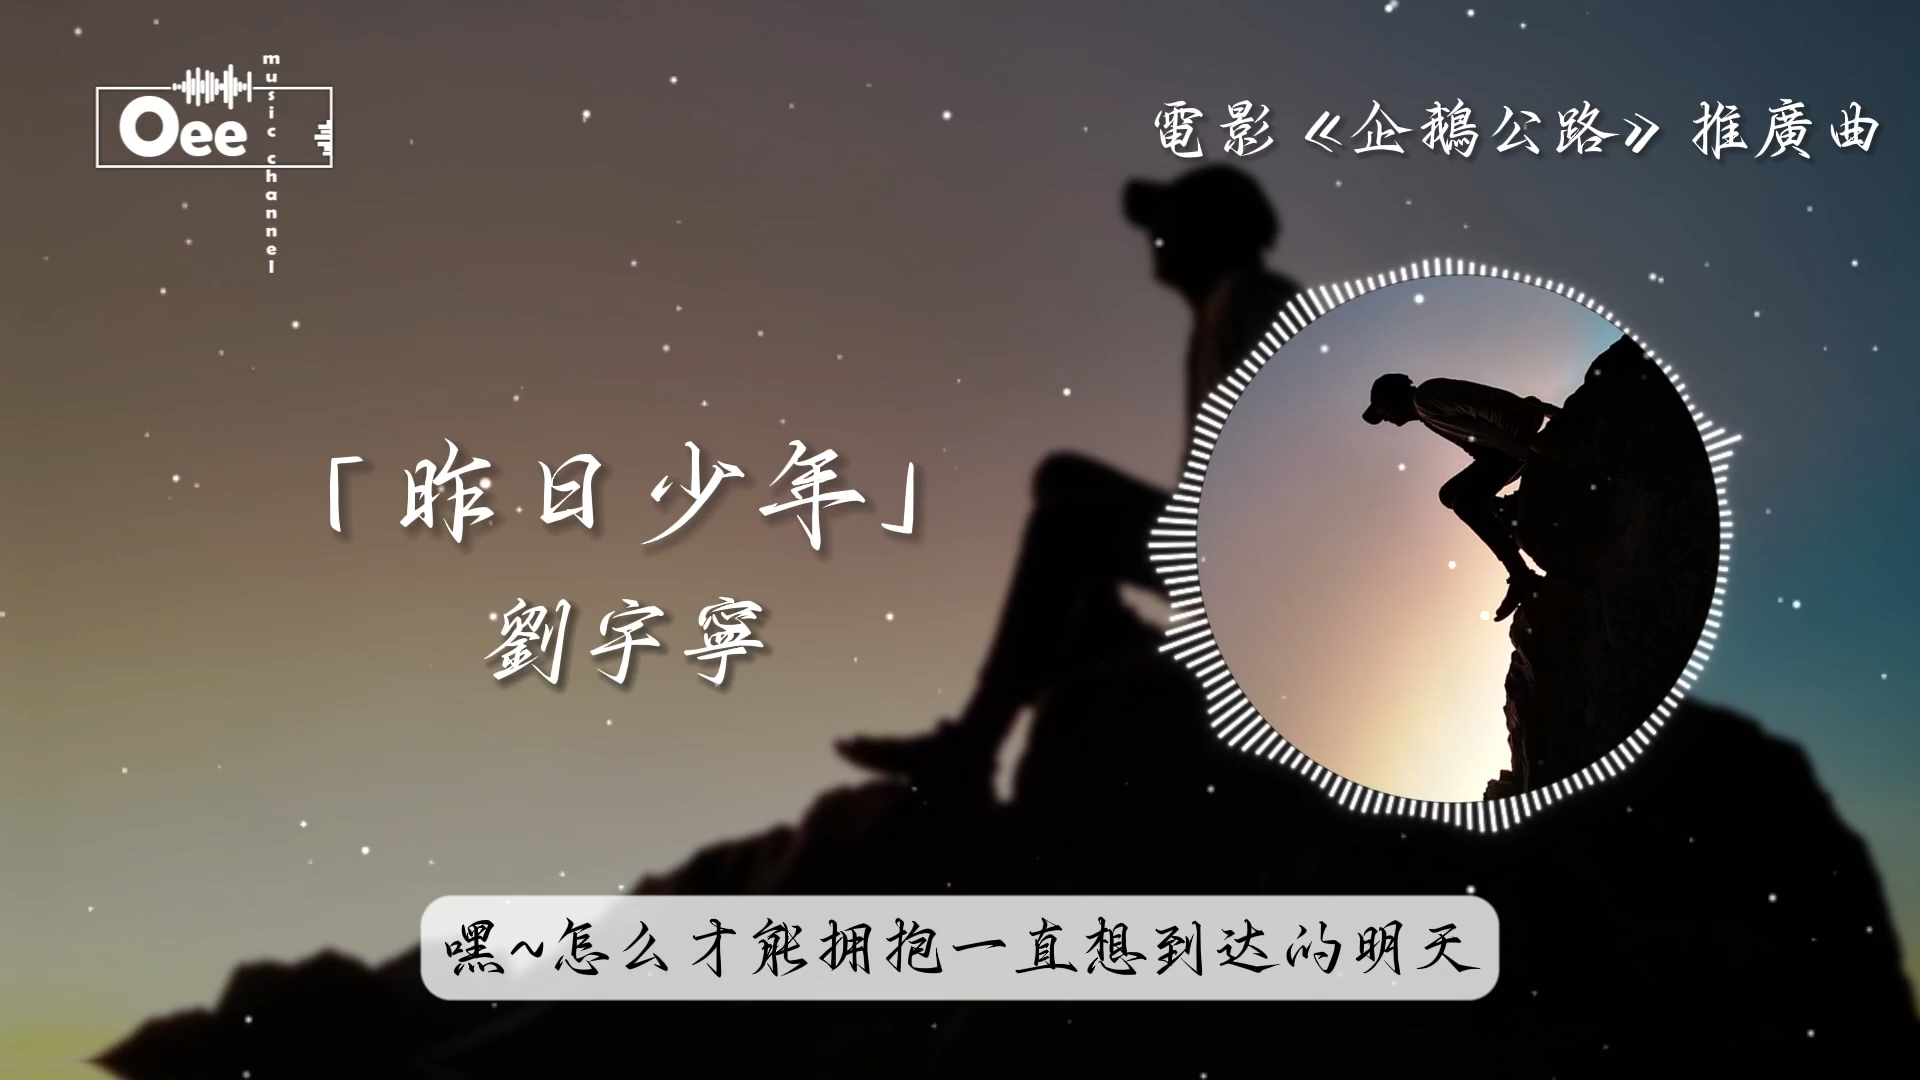 Oee
music channel
電影《企鵝公路》推廣曲
「昨日少年」
劉宇寧
嘿~怎么才能拥抱一直想到达的明天